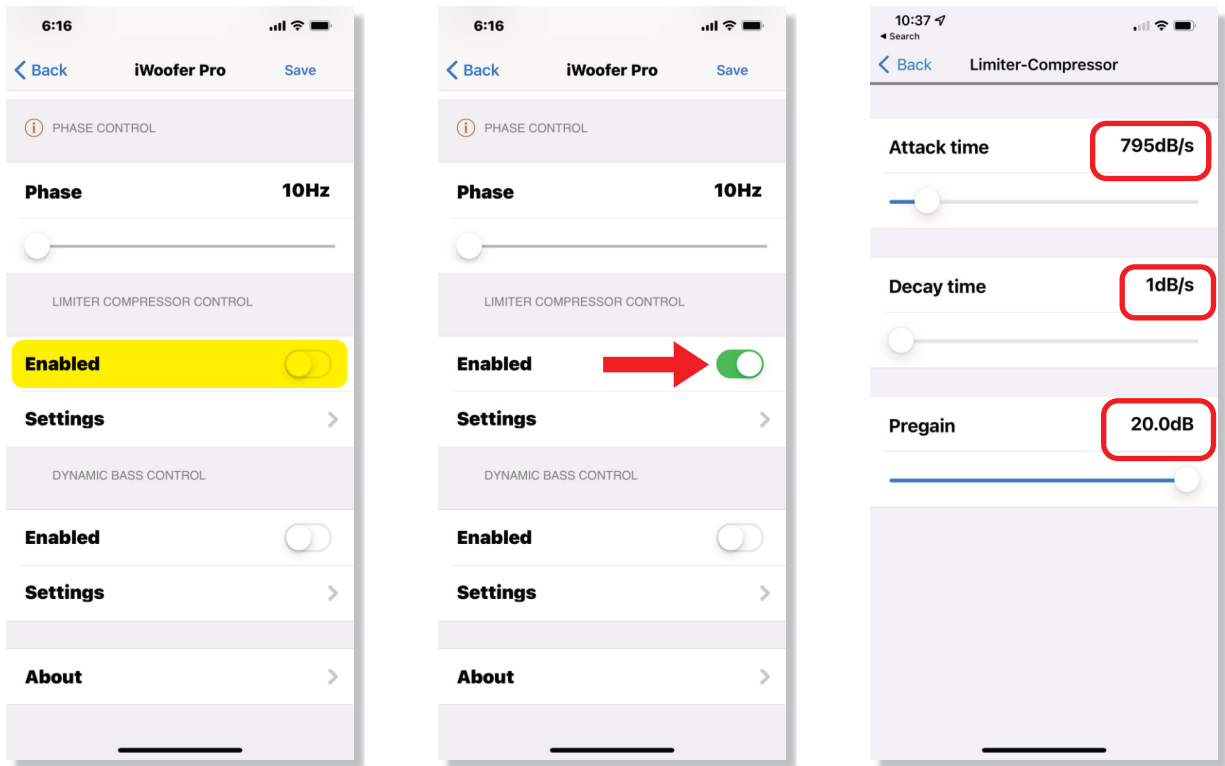 6:16
Back iWoofer Pro Save
i PHASE CONTROL
Phase 10Hz
LIMITER COMPRESSOR CONTROL
Enabled
Settings
DYNAMIC BASS CONTROL
Enabled
Settings
About
6:16
Back iWoofer Pro Save
i PHASE CONTROL
Phase 10Hz
LIMITER COMPRESSOR CONTROL
Enabled
Settings
DYNAMIC BASS CONTROL
Enabled
Settings
About
10:37
Search
Back Limiter-Compressor
Attack time 795dB/s
Decay time 1dB/s
Pregain 20.0dB